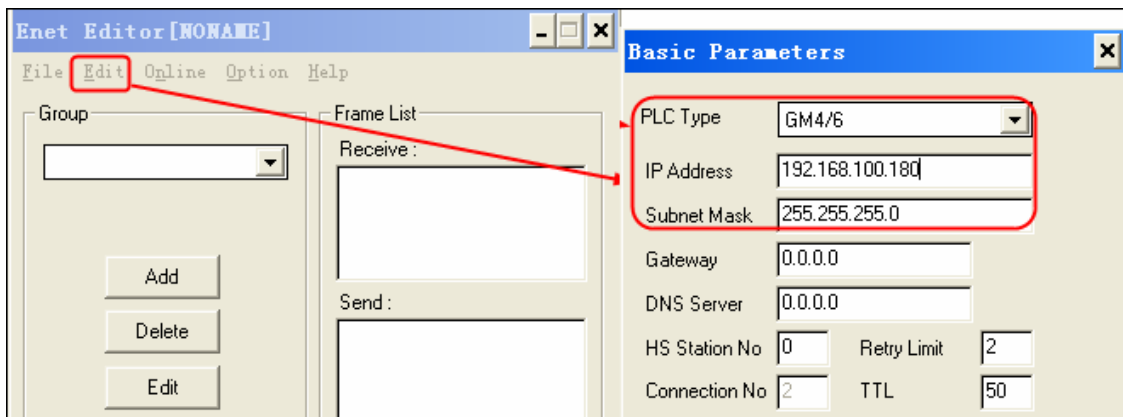 Enet Editor[NONAME]
File Edit Online Option Help
Group
Frame List
Receive :
Add
Send :
Delete
Edit
Basic Parameters
PLC Type GM4/6
IP Address 192.168.100.180
Subnet Mask 255.255.255.0
Gateway 0.0.0.0
DNS Server 0.0.0.0
HS Station No 0 Retry Limit 2
Connection No 2 TTL 50